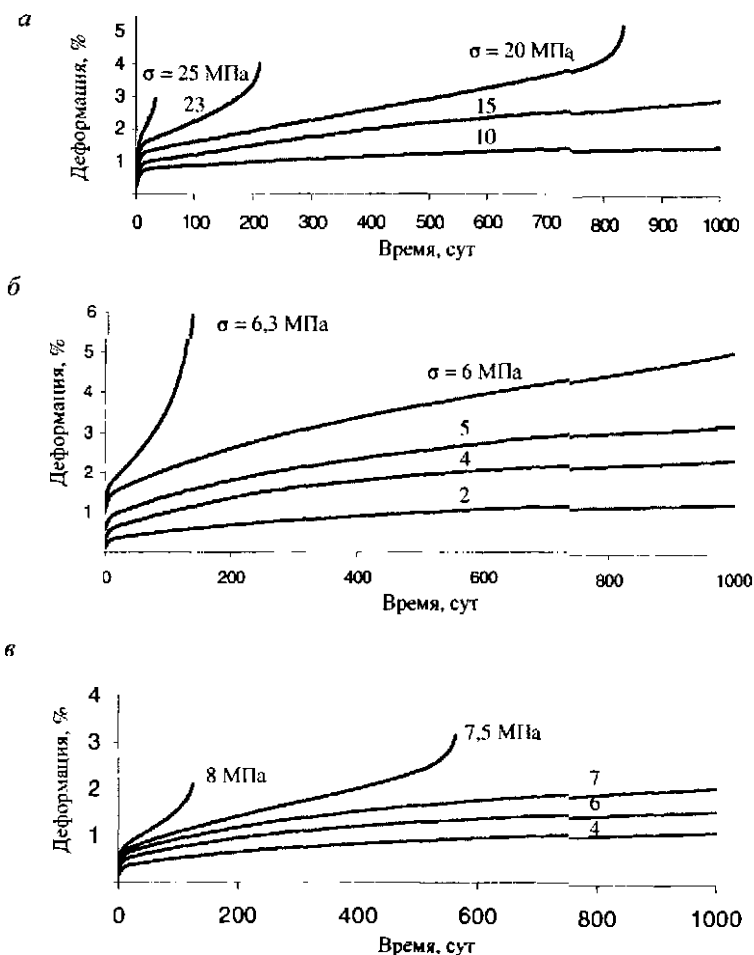 а
Деформация, %
5
4
3
2
1
σ = 25 МПа
23
σ = 20 МПа
15
10
0 100 200 300 400 500 600 700 800 900 1000
Время, сут
б
Деформация, %
6
5
4
3
2
1
σ = 6,3 МПа
σ = 6 МПа
5
4
2
0 200 400 600 800 1000
Время, сут
в
Деформация, %
4
3
2
1
8 МПа
7,5 МПа
7
6
4
0 200 400 600 800 1000
Время, сут